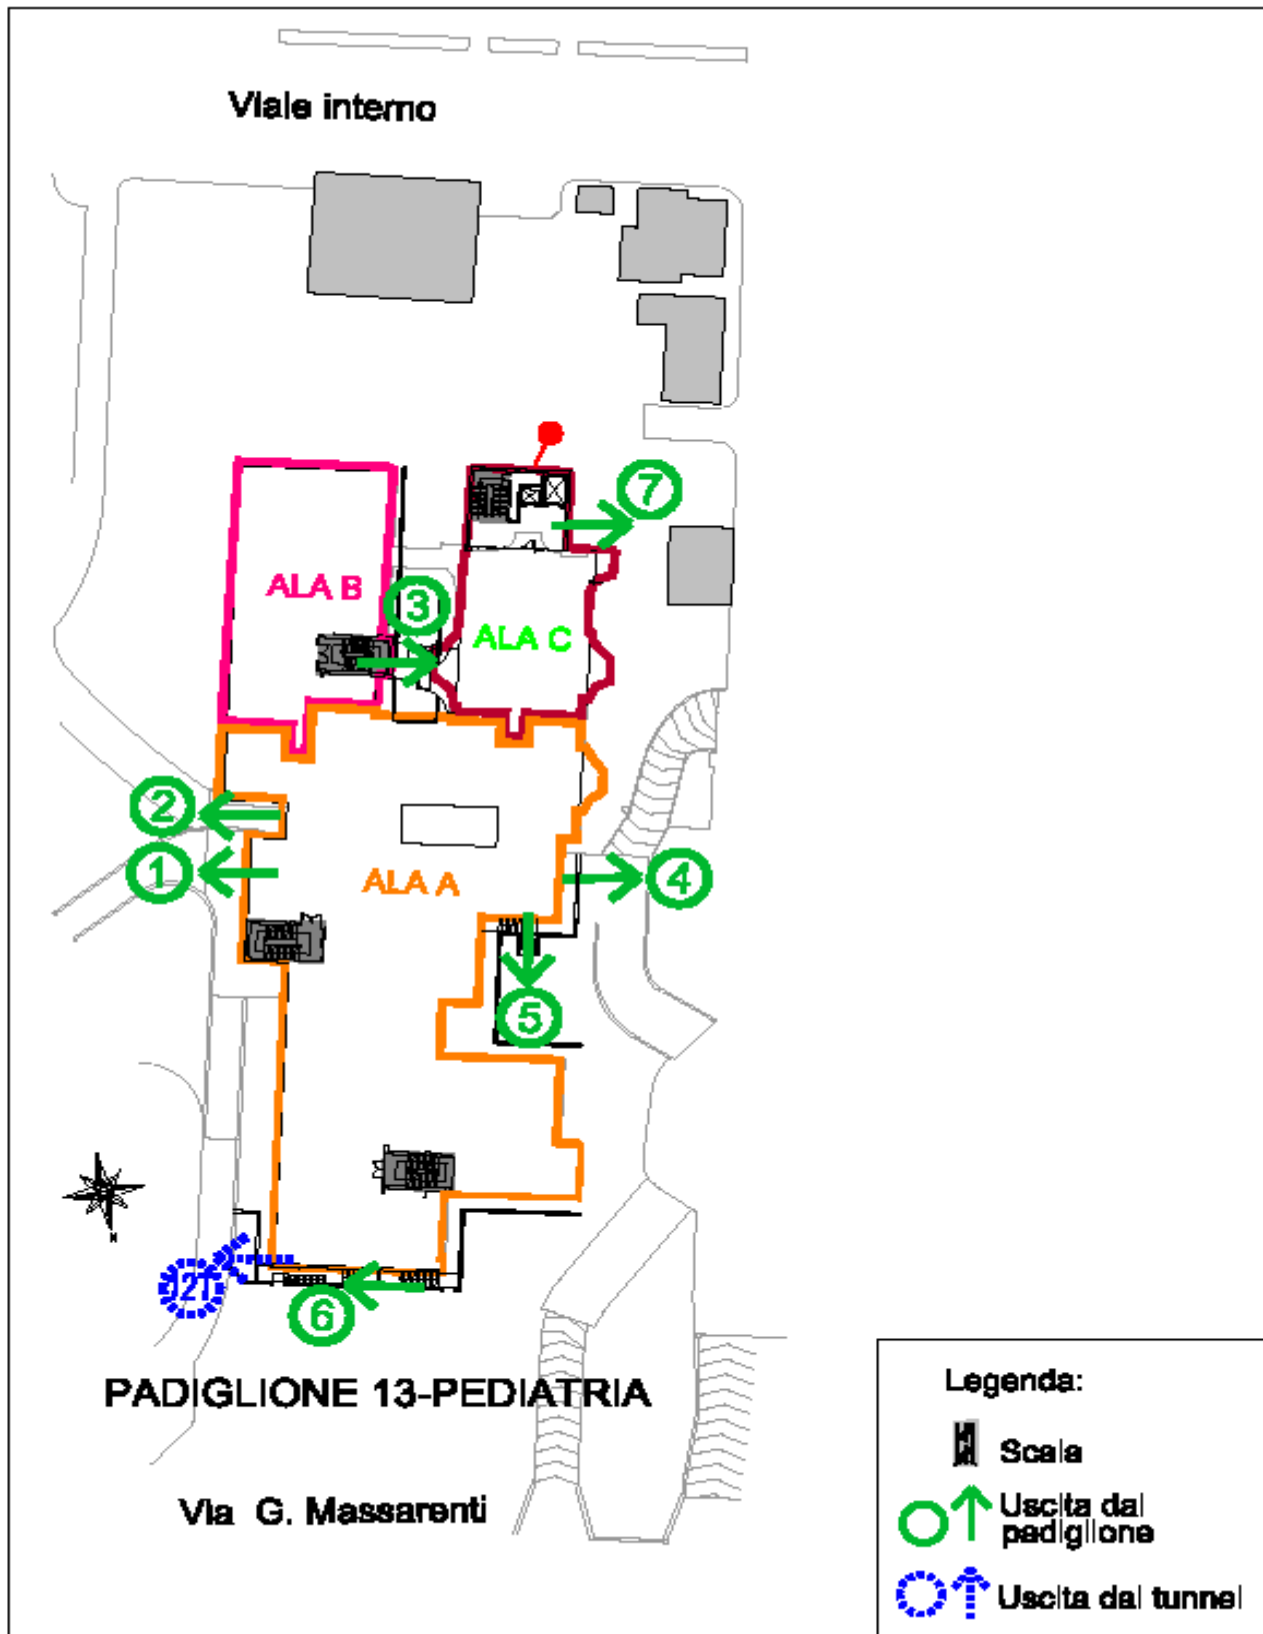 Viale interno
7
ALA B
3
ALA C
2
1
ALA A
4
5
N
6
PADIGLIONE 13-PEDIATRIA
Via G. Massarenti
Legenda:
Scala
Uscita dal
padiglione
Uscita dal tunnel